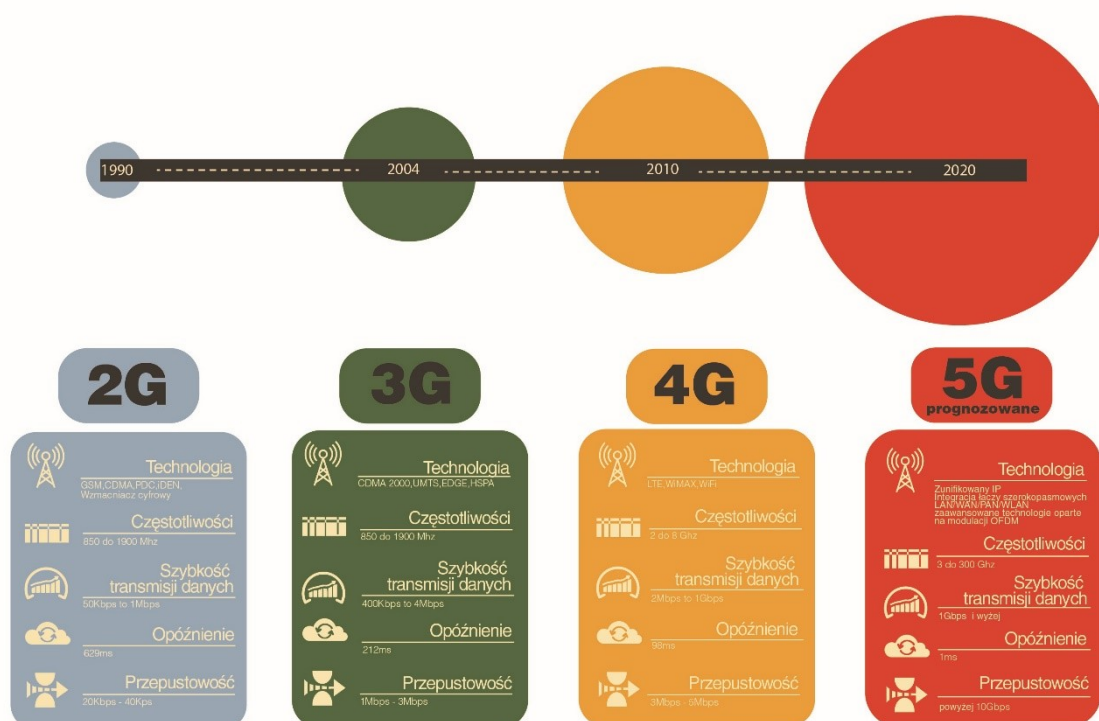 1990
2004
2010
2020
2G
Technologia
GSM,CDMA,PDC,iDEN.
Wzmacniacz cyfrowy
Częstotliwości
850 do 1900 Mhz
Szybkość
transmisji danych
50Kbps to 1Mbps
Opóźnienie
629ms
Przepustowość
20Kbps - 40Kps
3G
Technologia
CDMA 2000,UMTS,EDGE,HSPA
Częstotliwości
850 do 1900 Mhz
Szybkość
transmisji danych
400Kbps to 4Mbps
Opóźnienie
212ms
Przepustowość
1Mbps - 3Mbps
4G
Technologia
LTE,WiMAX,WiFi
Częstotliwości
2 do 8 Ghz
Szybkość
transmisji danych
2Mbps to 1Gbps
Opóźnienie
98ms
Przepustowość
3Mbps - 5Mbps
5G
prognozowane
Technologia
Zunifikowany IP
Integracja łączy szerokopasmowych
LAN/WAN/PAN/WLAN
zaawansowane technologie oparte
na modulacji OFDM
Częstotliwości
3 do 300 Ghz
Szybkość
transmisji danych
1Gbps i wyżej
Opóźnienie
1ms
Przepustowość
powyżej 10Gbps